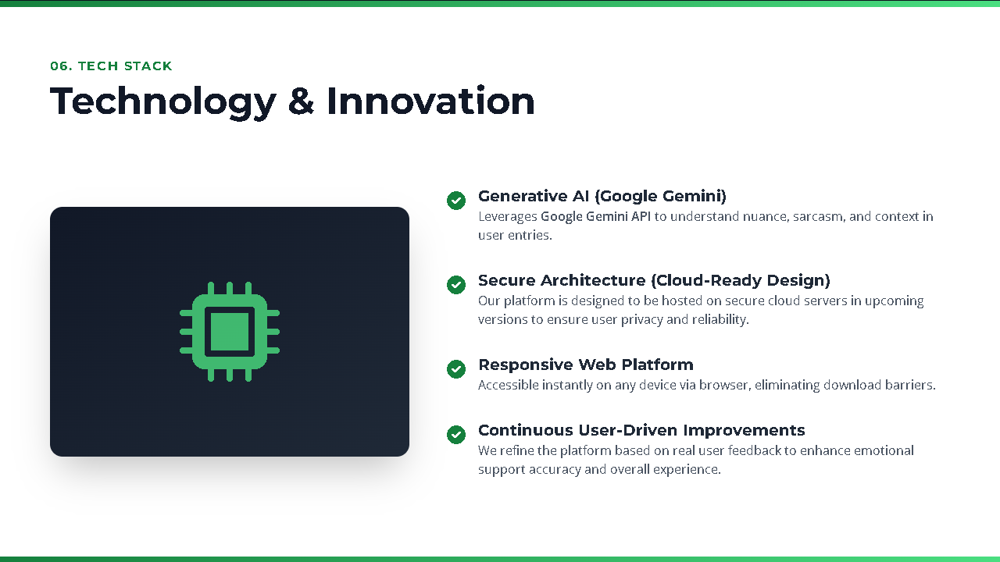 06. TECH STACK
Technology & Innovation
Generative AI (Google Gemini)
Leverages Google Gemini API to understand nuance, sarcasm, and context in
user entries.
Secure Architecture (Cloud-Ready Design)
Our platform is designed to be hosted on secure cloud servers in upcoming
versions to ensure user privacy and reliability.
Responsive Web Platform
Accessible instantly on any device via browser, eliminating download barriers.
Continuous User-Driven Improvements
We refine the platform based on real user feedback to enhance emotional
support accuracy and overall experience.